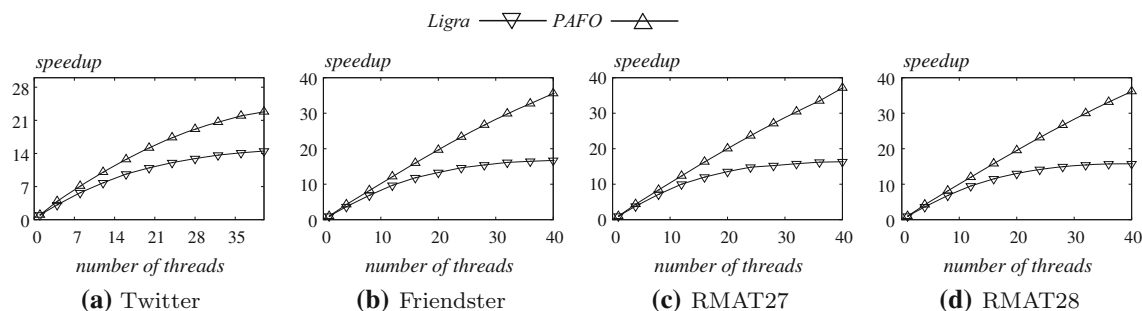 Ligra PAFO
speedup
28
21
14
7
0
0 7 14 21 28 35
number of threads
(a) Twitter
speedup
40
30
20
10
0
0 10 20 30 40
number of threads
(b) Friendster
speedup
40
30
20
10
0
0 10 20 30 40
number of threads
(c) RMAT27
speedup
40
30
20
10
0
0 10 20 30 40
number of threads
(d) RMAT28